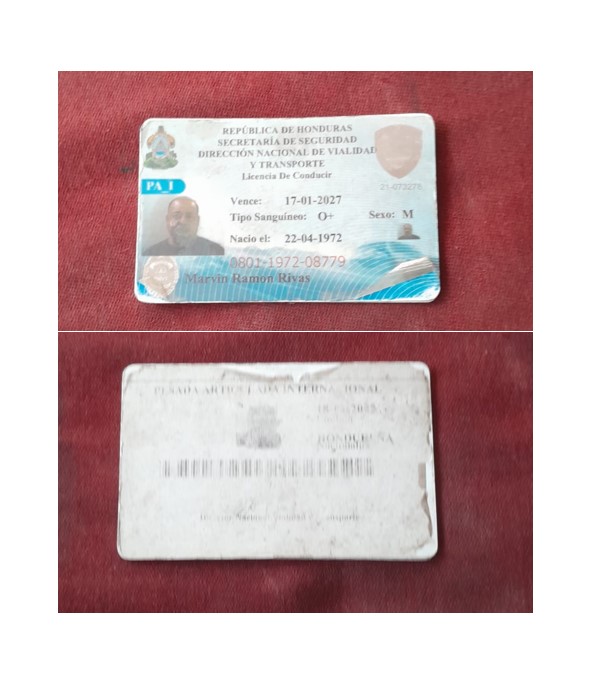 REPÚBLICA DE HONDURAS
SECRETARÍA DE SEGURIDAD
DIRECCIÓN NACIONAL DE VIALIDAD
Y TRANSPORTE
Licencia De Conducir
PA_I
21-073278
Vence: 17-01-2027
Tipo Sanguíneo: O+ Sexo: M
Nacio el: 22-04-1972
0801-1972-08779
Marvin Ramon Rivas
PESADA ARTICULADA INTERNACIONAL
HONDUREÑA